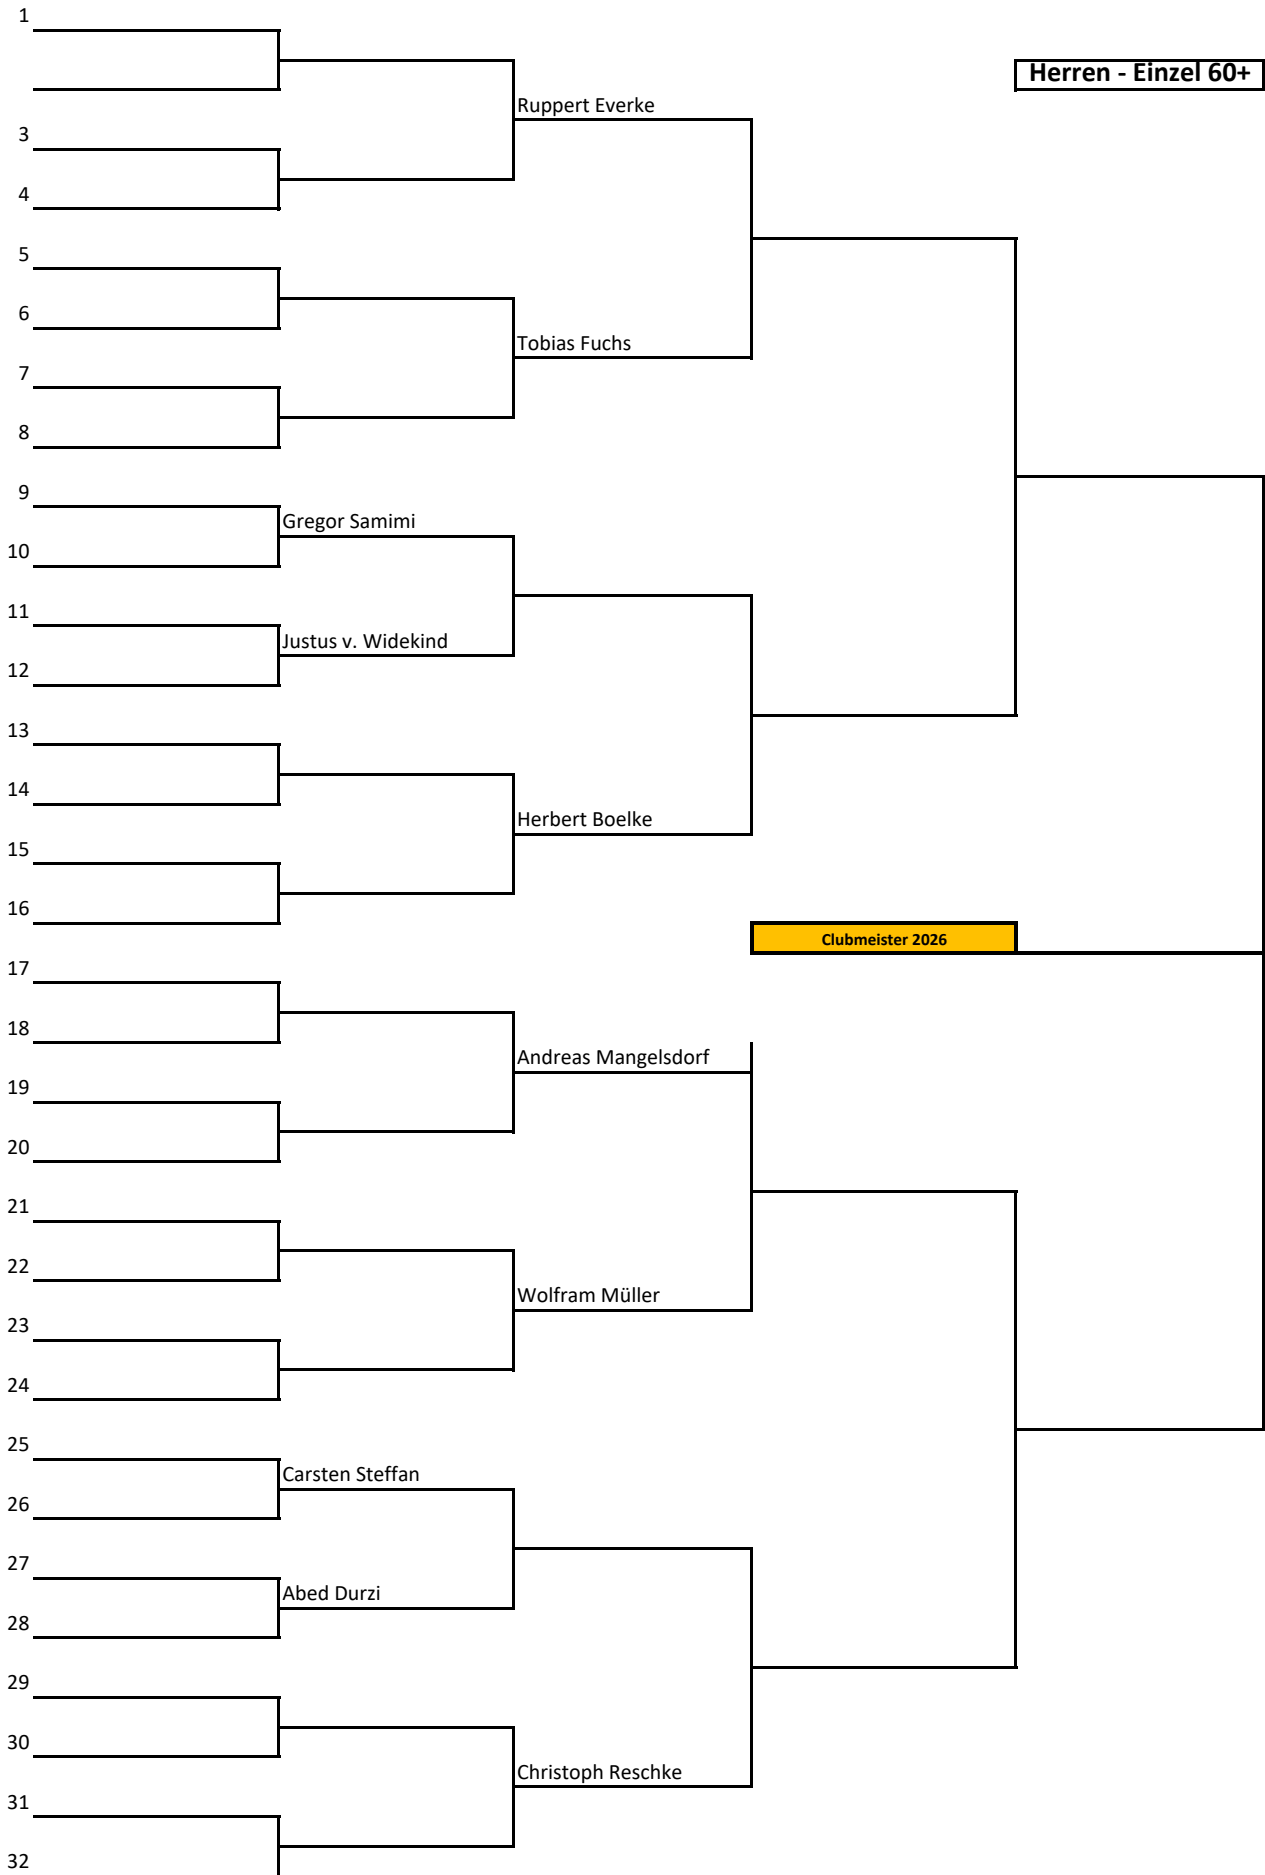 1
Herren - Einzel 60+
Ruppert Everke
3
4
5
6
Tobias Fuchs
7
8
9
Gregor Samimi
10
11
Justus v. Widekind
12
13
14
Herbert Boelke
15
16
Clubmeister 2026
17
18
Andreas Mangelsdorf
19
20
21
22
Wolfram Müller
23
24
25
Carsten Steffan
26
27
Abed Durzi
28
29
30
Christoph Reschke
31
32